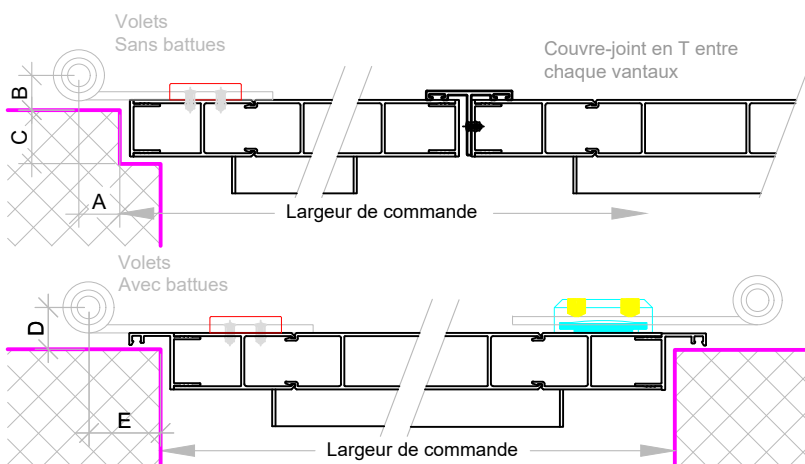 Volets
Sans battues
Couvre-joint en T entre
chaque vantaux
B
C
A
Largeur de commande
Volets
Avec battues
D
E
Largeur de commande